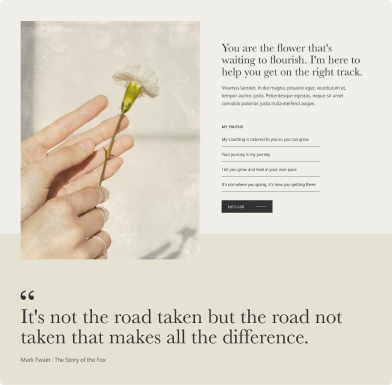 You are the flower that's
waiting to flourish. I'm here to
help you get on the right track.
Vivamus laoreet. In dui magna, posuere eget, vestibulum et,
tempor auctor, justo. Pellentesque egestas, neque sit amet
convallis pulvinar, justo nulla eleifend augue.
MY TRUTHS
My coaching is tailored to you so you can grow
Your journey is my journey
I let you grow and heal in your own pace
It's not where you going, it's how you getting there
Let's call
“
It's not the road taken but the road not
taken that makes all the difference.
Mark Twain : The Story of the Fox